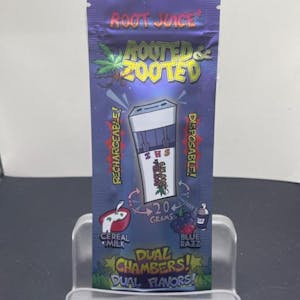 ROOT JUICE
ROOTED &
ZOOTED
RECHARGEABLE!
DISPOSABLE!
2.0
GRAMS
CEREAL
MILK
BLUE
RAZZ
DUAL
CHAMBERS!
DUAL FLAVORS!